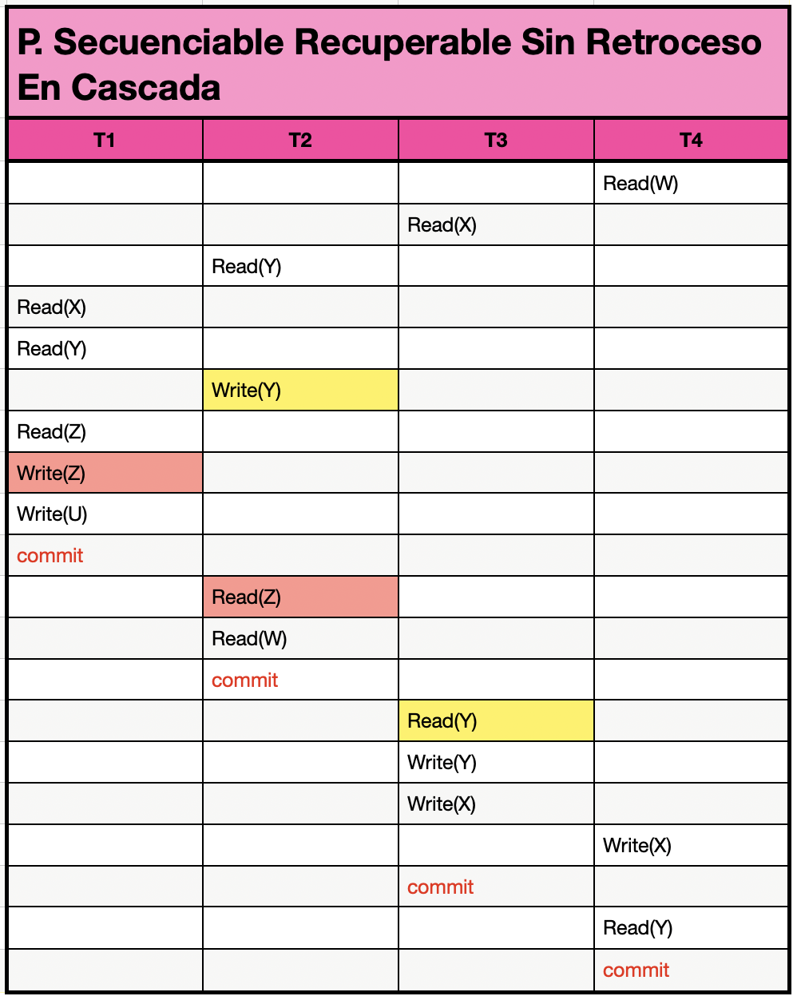 P. Secuenciable Recuperable Sin Retroceso
En Cascada
T1 T2 T3 T4
Read(W)
Read(X)
Read(Y)
Read(X)
Read(Y)
Write(Y)
Read(Z)
Write(Z)
Write(U)
commit
Read(Z)
Read(W)
commit
Read(Y)
Write(Y)
Write(X)
Write(X)
commit
Read(Y)
commit